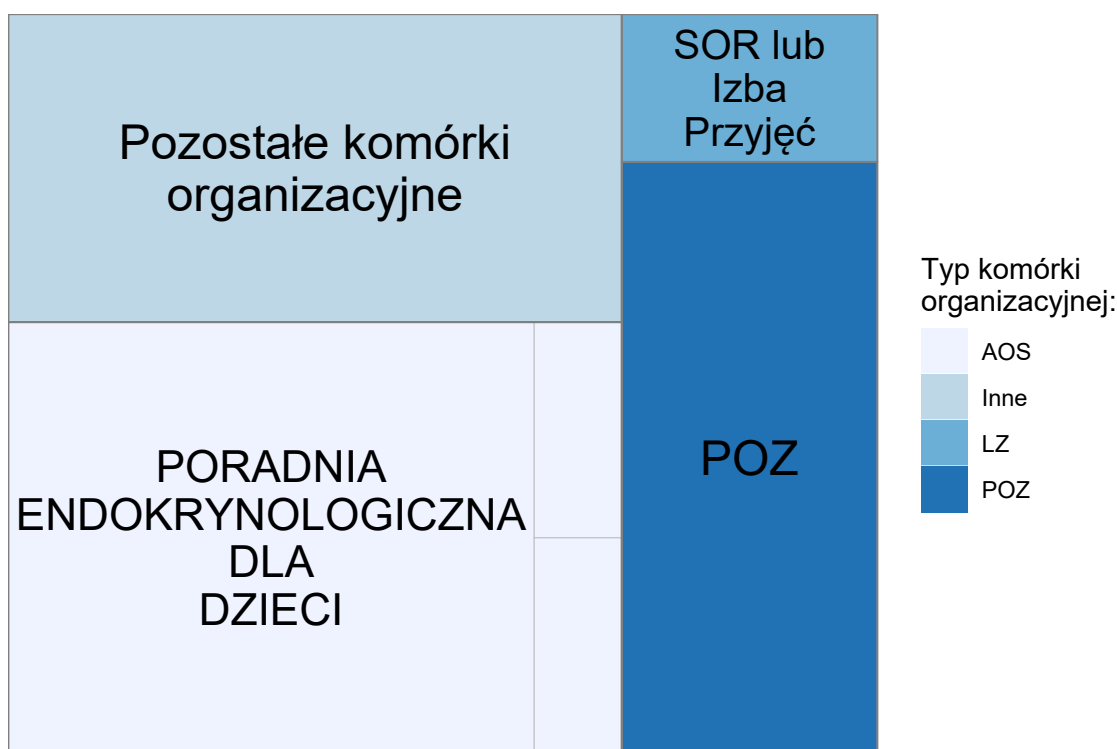 Pozostałe komórki
organizacyjne
SOR lub
Izba
Przyjęć
PORADNIA
ENDOKRYNOLOGICZNA
DLA
DZIECI
POZ
Typ komórki
organizacyjnej:
AOS
Inne
LZ
POZ